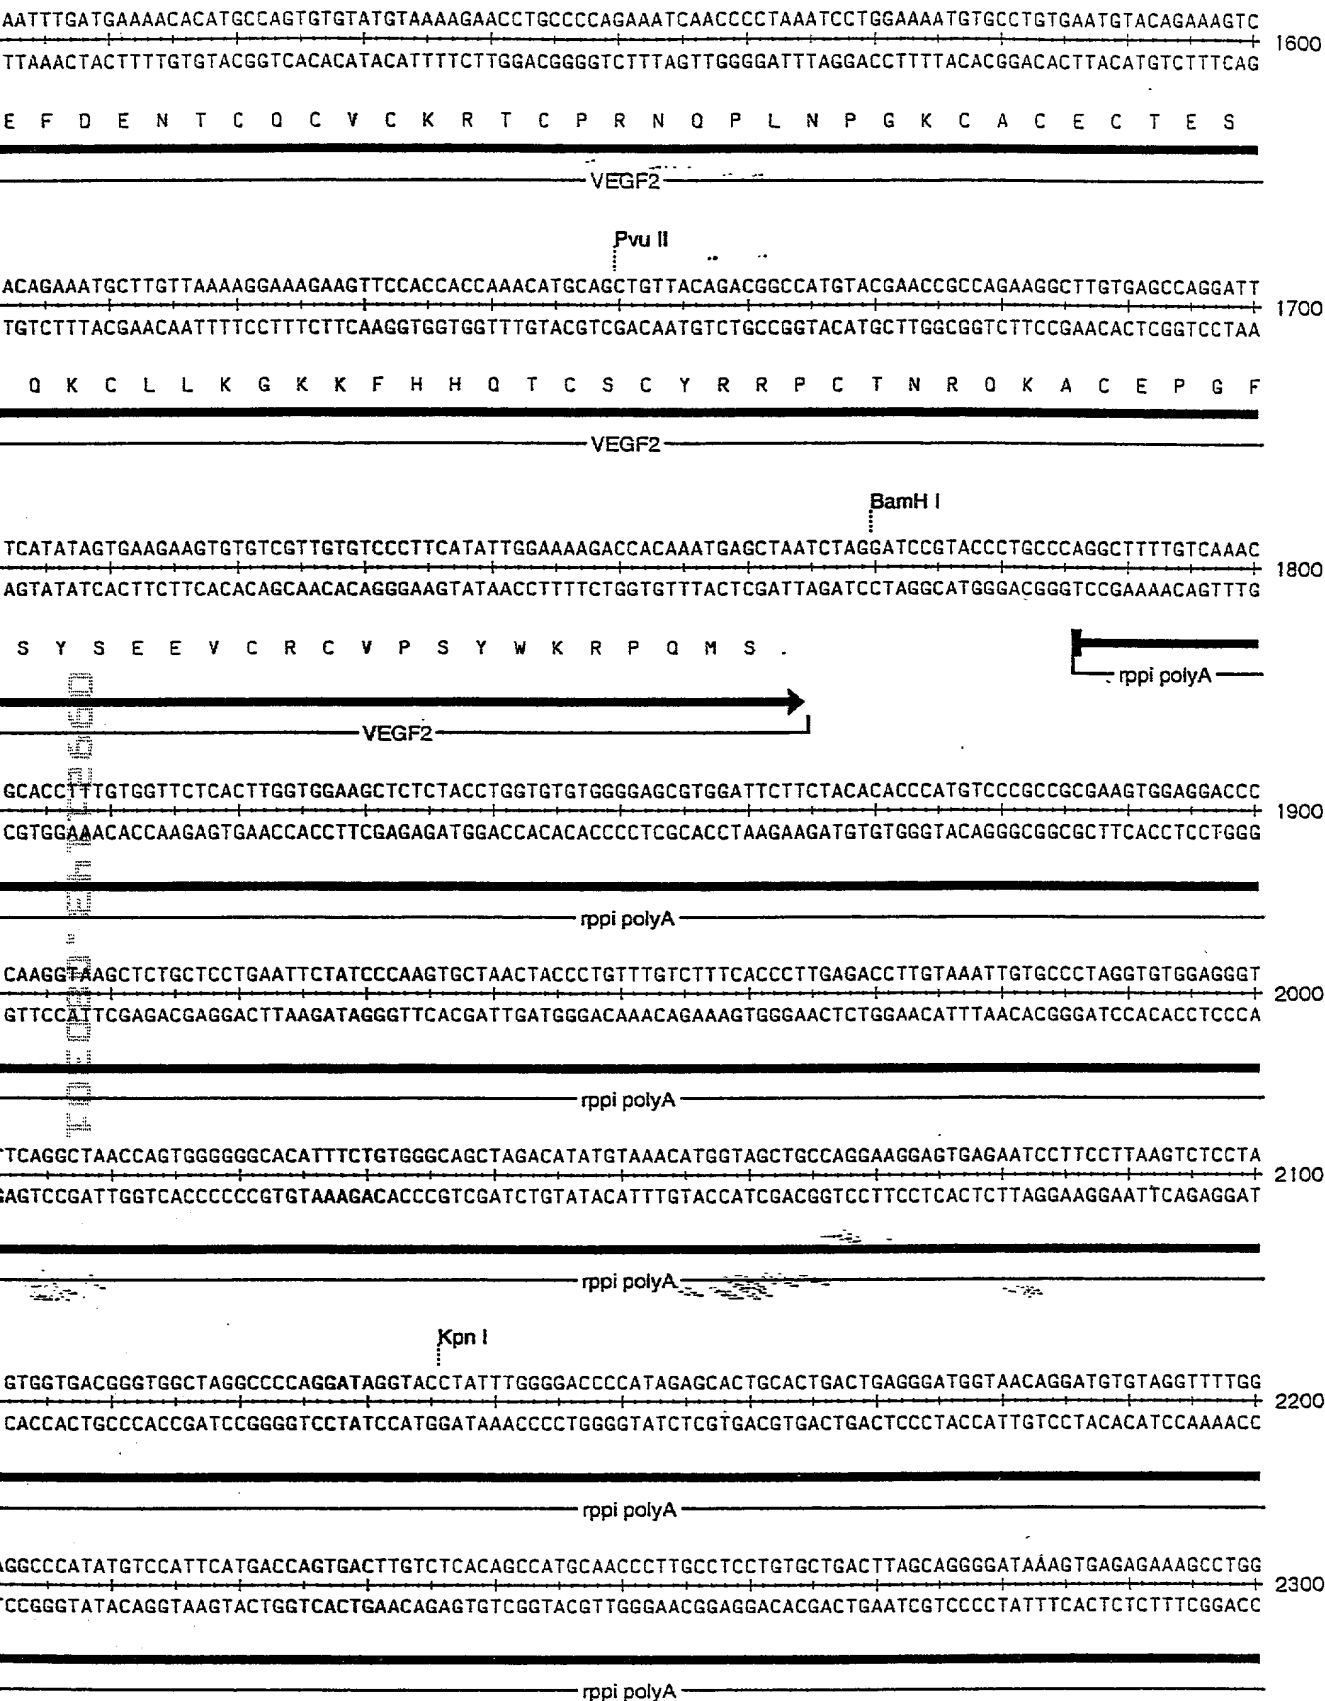 AATTTGATGAAAACACATGCCAGTGTGTATGTAAAAGAACCTGCCCCAGAAATCAACCCCTAAATCCTGGAAAATGTGCCTGTGAATGTACAGAAAGTC
1600
TTAAACTACTTTTGTGTACGGTCACACATACATTTTCTTGGACGGGGTCTTTAGTTGGGGATTTAGGACCTTTTACACGGACACTTACATGTCTTTCAG
E F D E N T C Q C V C K R T C P R N Q P L N P G K C A C E C T E S
VEGF2
Pvu II
ACAGAAATGCTTGTTAAAAGGAAAGAAGTTCCACCACCAAACATGCAGCTGTTACAGACGGCCATGTACGAACCGCCAGAAGGCTTGTGAGCCAGGATT
1700
TGTCTTTACGAACAATTTTCCTTTCTTCAAGGTGGTGGTTTGTACGTCGACAATGTCTGCCGGTACATGCTTGGCGGTCTTCCGAACACTCGGTCCTAA
Q K C L L K G K K F H H Q T C S C Y R R P C T N R Q K A C E P G F
VEGF2
BamH I
TCATATAGTGAAGAAGTGTGTCGTTGTGTCCCTTCATATTGGAAAAGACCACAAATGAGCTAATCTAGGATCCGTACCCTGCCCAGGCTTTTGTCAAAC
1800
AGTATATCACTTCTTCACACAGCAACACAGGGAAGTATAACCTTTTCTGGTGTTTACTCGATTAGATCCTAGGCATGGGACGGGTCCGAAAACAGTTTG
S Y S E E V C R C V P S Y W K R P Q M S .
rppi polyA
VEGF2
GCACCTTTGTGGTTCTCACTTGGTGGAAGCTCTCTACCTGGTGTGTGGGGAGCGTGGATTCTTCTACACACCCATGTCCCGCCGCGAAGTGGAGGACCC
1900
CGTGGAAACACCAAGAGTGAACCACCTTCGAGAGATGGACCACACACCCCTCGCACCTAAGAAGATGTGTGGGTACAGGGCGGCGCTTCACCTCCTGGG
rppi polyA
CAAGGTAAGCTCTGCTCCTGAATTCTATCCCAAGTGCTAACTACCCTGTTTGTCTTTCACCCTTGAGACCTTGTAAATTGTGCCCTAGGTGTGGAGGGT
2000
GTTCCATTCGAGACGAGGACTTAAGATAGGGTTCACGATTGATGGGACAAACAGAAAGTGGGAACTCTGGAACATTTAACACGGGATCCACACCTCCCA
rppi polyA
TCAGGCTAACCAGTGGGGGGCACATTTCTGTGGGCAGCTAGACATATGTAAACATGGTAGCTGCCAGGAAGGAGTGAGAATCCTTCCTTAAGTCTCCTA
2100
AGTCCGATTGGTCACCCCCCGTGTAAAGACACCCGTCGATCTGTATACATTTGTACCATCGACGGTCCTTCCTCACTCTTAGGAAGGAATTCAGAGGAT
rppi polyA
Kpn I
GTGGTGACGGGTGGCTAGGCCCCAGGATAGGTACCTATTTGGGGACCCCATAGAGCACTGCACTGACTGAGGGATGGTAACAGGATGTGTAGGTTTTGG
2200
CACCACTGCCCACCGATCCGGGGTCCTATCCATGGATAAACCCCTGGGGTATCTCGTGACGTGACTGACTCCCTACCATTGTCCTACACATCCAAAACC
rppi polyA
AGGCCCATATGTCCATTCATGACCAGTGACTTGTCTCACAGCCATGCAACCCTTGCCTCCTGTGCTGACTTAGCAGGGGATAAAGTGAGAGAAAGCCTGG
2300
TCCGGGTATACAGGTAAGTACTGGTCACTGAACAGAGTGTCGGTACGTTGGGAACGGAGGACACGACTGAATCGTCCCCTATTTCACTCTCTTTCGGACC
rppi polyA